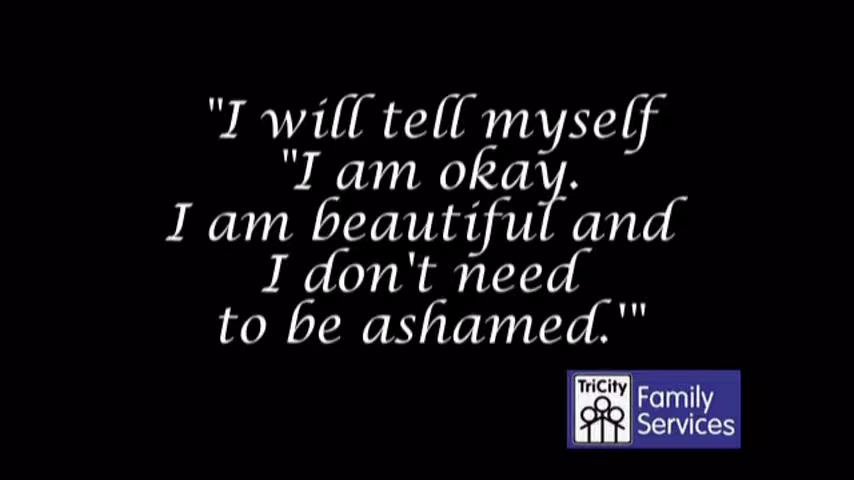 "I will tell myself
"I am okay.
I am beautiful and
I don't need
to be ashamed.'"
TriCity
Family
Services